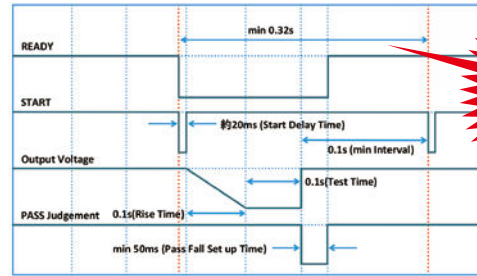 min 0.32s
READY
START
約20ms (Start Delay Time)
0.1s (min Interval)
Output Voltage
0.1s(Test Time)
0.1s(Rise Time)
PASS Judgement
min 50ms (Pass Fall Set up Time)